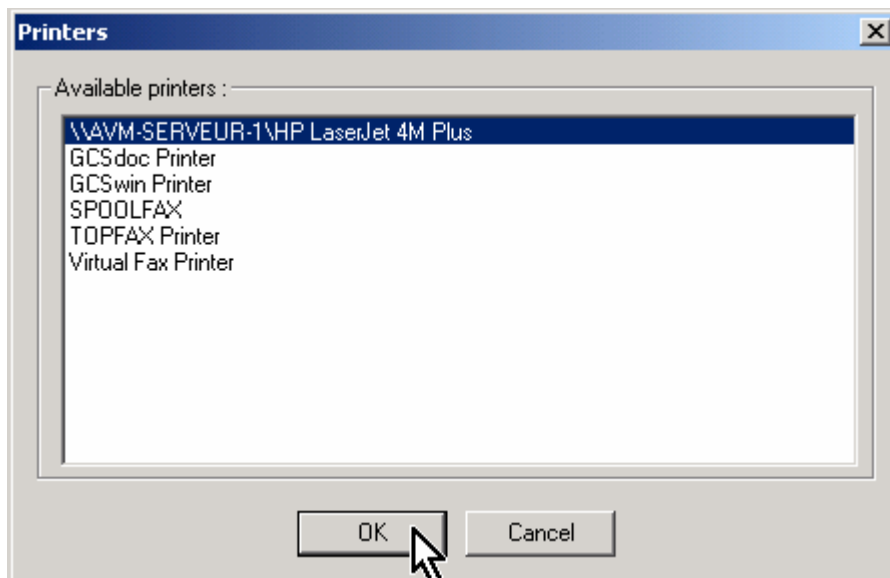 Printers
Available printers :
\\AVM-SERVEUR-1\HP LaserJet 4M Plus
GCSdoc Printer
GCSwin Printer
SPOOLFAX
TOPFAX Printer
Virtual Fax Printer
OK
Cancel